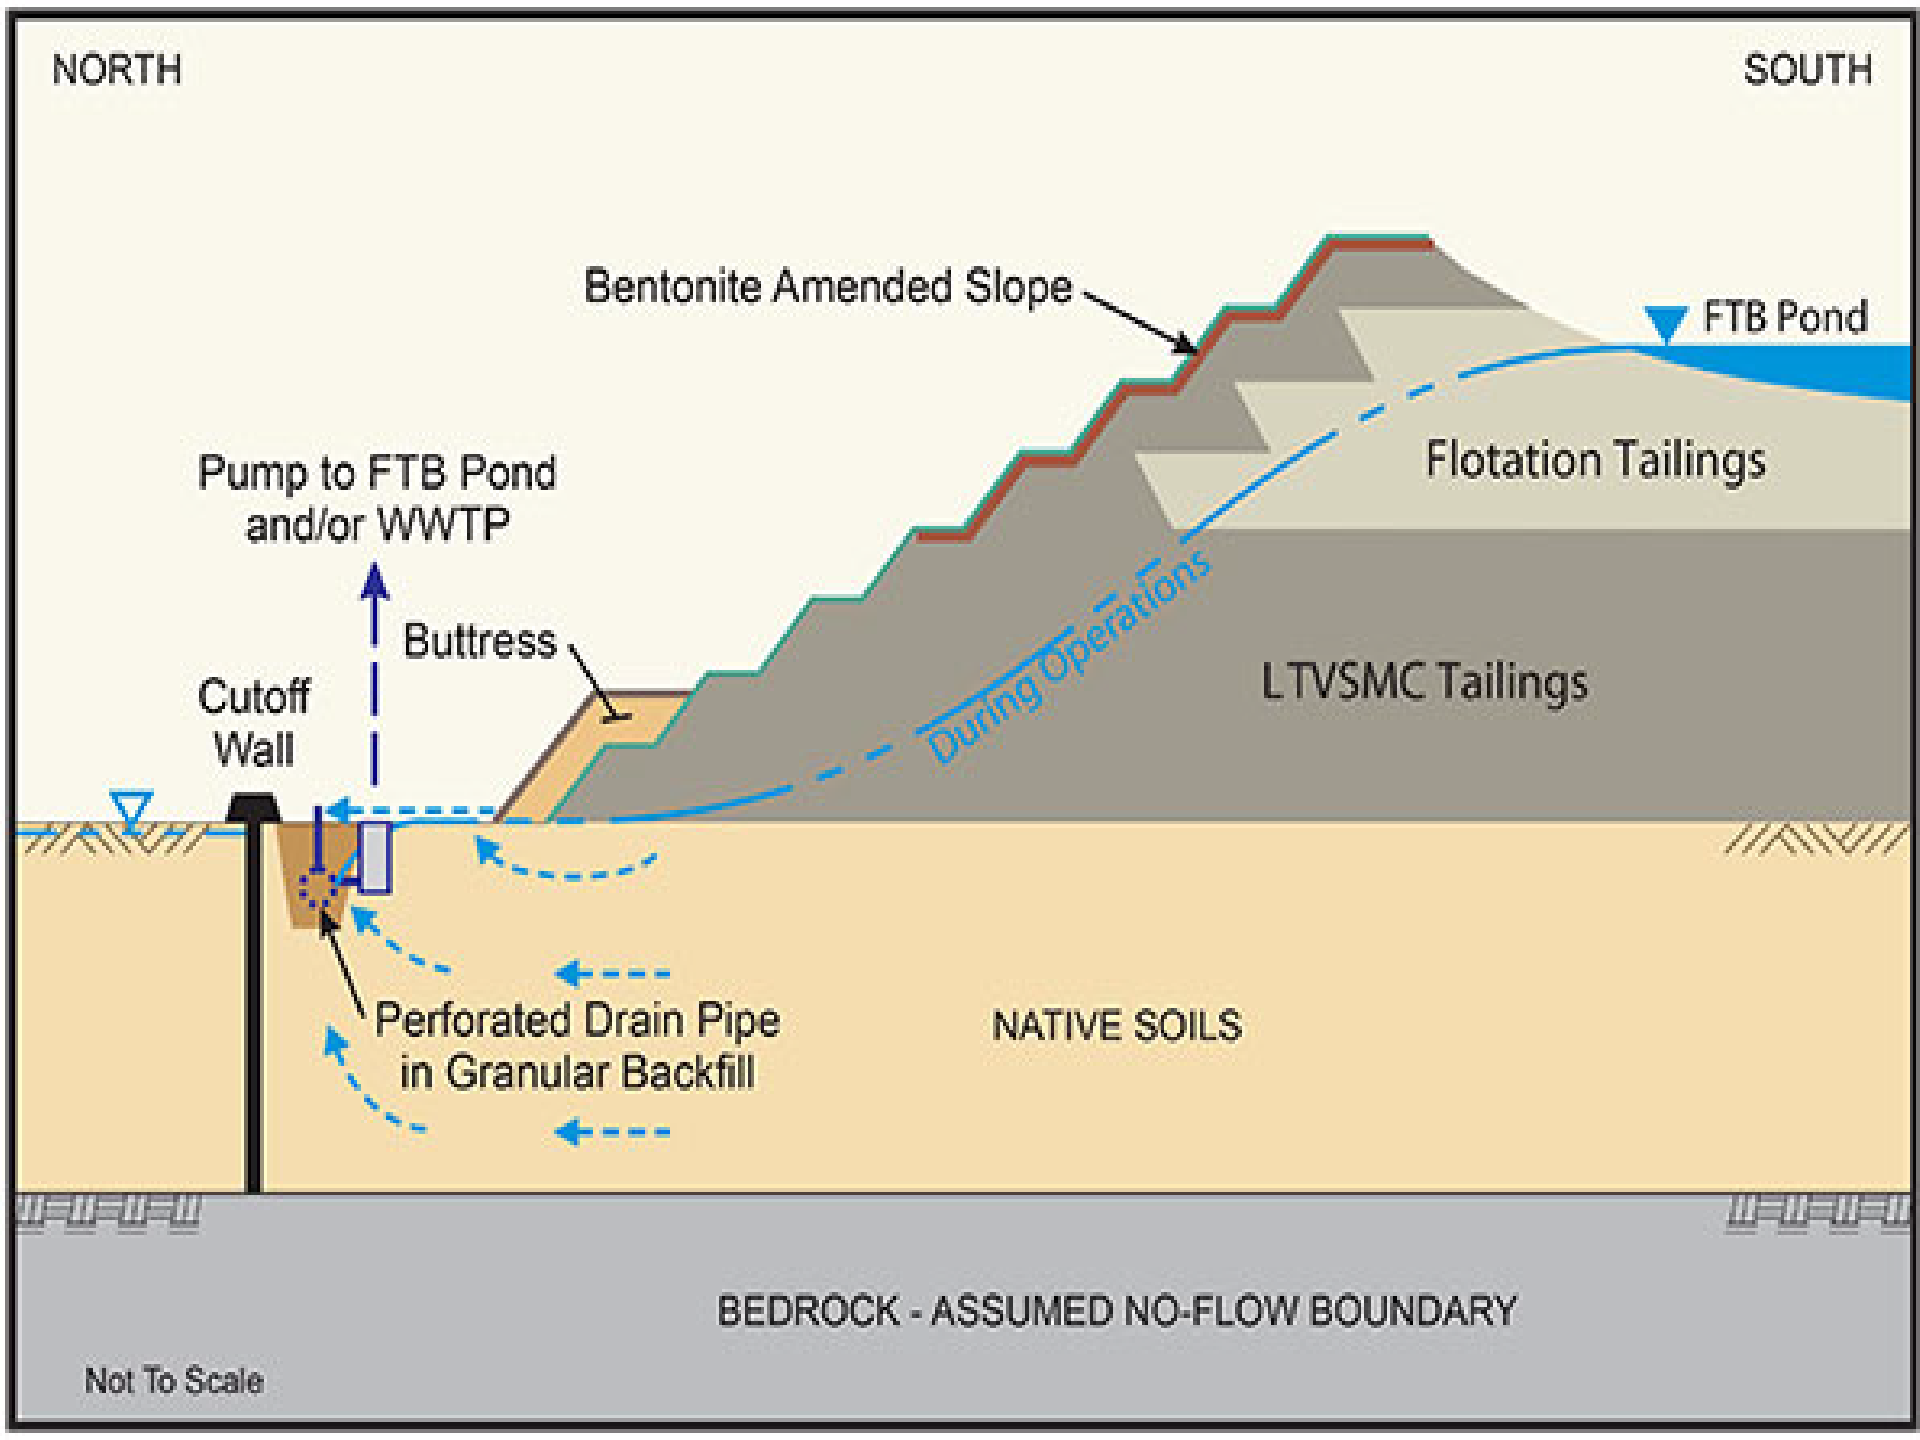 NORTH
SOUTH
Bentonite Amended Slope
FTB Pond
Pump to FTB Pond
and/or WWTP
Flotation Tailings
Buttress
During Operations
LTVSMC Tailings
Cutoff
Wall
Perforated Drain Pipe
in Granular Backfill
NATIVE SOILS
BEDROCK - ASSUMED NO-FLOW BOUNDARY
Not To Scale